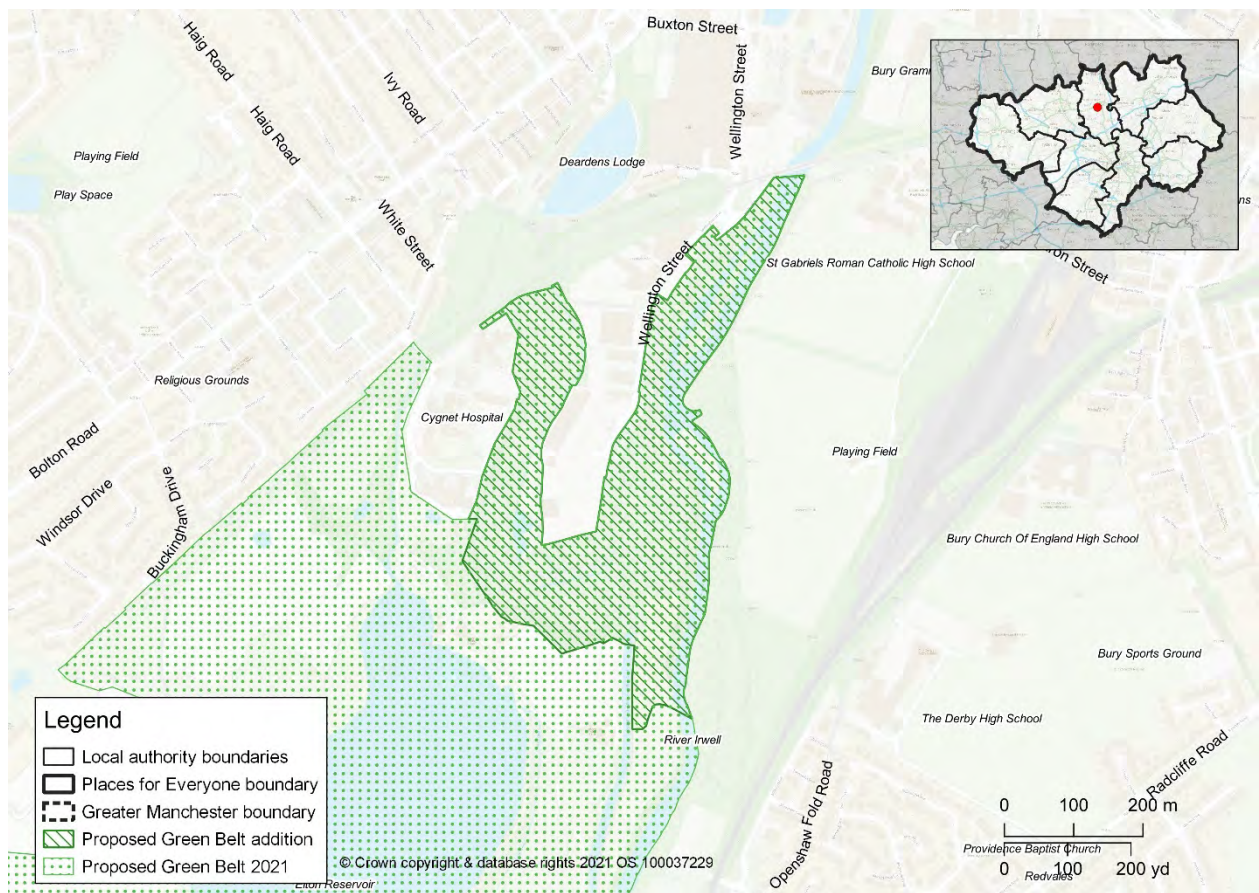 Buxton Street
Haig Road
Ivy Road
Wellington Street
Bury Gramm
Haig Road
Playing Field
Deardens Lodge
Play Space
White Street
St Gabriels Roman Catholic High School
Wellington Street
Religious Grounds
Cygnet Hospital
Bolton Road
Playing Field
Windsor Drive
Buckingham Drive
Bury Church Of England High School
Bury Sports Ground
The Derby High School
River Irwell
Radcliffe Road
Openshaw Fold Road
Legend
Local authority boundaries
Places for Everyone boundary
Greater Manchester boundary
Proposed Green Belt addition
Proposed Green Belt 2021
0 100 200 m
0 100 200 yd
Providence Baptist Church
Redvales
© Crown copyright & database rights 2021 OS 100037229
Elton Reservoir